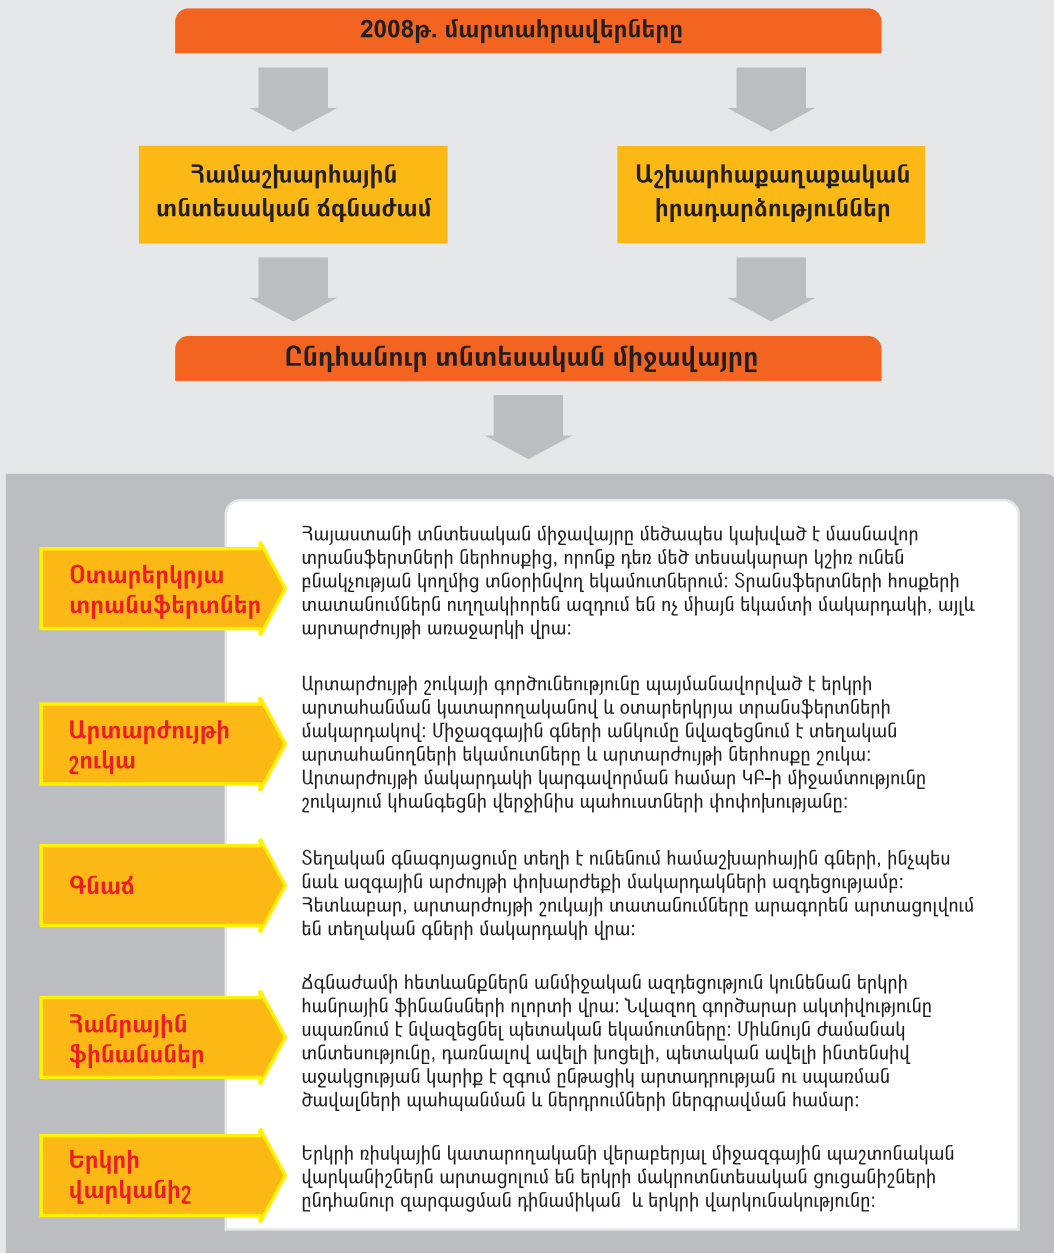 2008թ. մարտահրավերները
Համաշխարհային
տնտեսական ճգնաժամ
Աշխարհաքաղաքական
իրադարձություններ
Ընդհանուր տնտեսական միջավայրը
Օտարերկրյա
տրանսֆերտներ
Հայաստանի տնտեսական միջավայրը մեծապես կախված է մասնավոր
տրանսֆերտների ներհոսքից, որոնք դեռ մեծ տեսակարար կշիռ ունեն
բնակչության կողմից տնօրինվող եկամուտներում: Տրանսֆերտների հոսքերի
տատանումներն ուղղակիորեն ազդում են ոչ միայն եկամտի մակարդակի, այլև
արտարժույթի առաջարկի վրա:
Արտարժույթի
շուկա
Արտարժույթի շուկայի գործունեությունը պայմանավորված է երկրի
արտահանման կատարողականով և օտարերկրյա տրանսֆերտների
մակարդակով: Միջազգային գների անկումը նվազեցնում է տեղական
արտահանողների եկամուտները և արտարժույթի ներհոսքը շուկա:
Արտարժույթի մակարդակի կարգավորման համար ԿԲ-ի միջամտությունը
շուկայում կհանգեցնի վերջինիս պահուստների փոփոխությանը:
Գնաճ
Տեղական գնագոյացումը տեղի է ունենում համաշխարհային գների, ինչպես
նաև ազգային արժույթի փոխարժեքի մակարդակների ազդեցությամբ:
Հետևաբար, արտարժույթի շուկայի տատանումները արագորեն արտացոլվում
են տեղական գների մակարդակի վրա:
Հանրային
ֆինանսներ
Ճգնաժամի հետևանքներն անմիջական ազդեցություն կունենան երկրի
հանրային ֆինանսների ոլորտի վրա: Նվազող գործարար ակտիվությունը
սպառնում է նվազեցնել պետական եկամուտները: Միևնույն ժամանակ
տնտեսությունը, դառնալով ավելի խոցելի, պետական ավելի ինտենսիվ
աջակցության կարիք է զգում ընթացիկ արտադրության ու սպառման
ծավալների պահպանման և ներդրումների ներգրավման համար:
Երկրի
վարկանիշ
Երկրի ռիսկային կատարողականի վերաբերյալ միջազգային պաշտոնական
վարկանիշներն արտացոլում են երկրի մակրոտնտեսական ցուցանիշների
ընդհանուր զարգացման դինամիկան և երկրի վարկունակությունը: